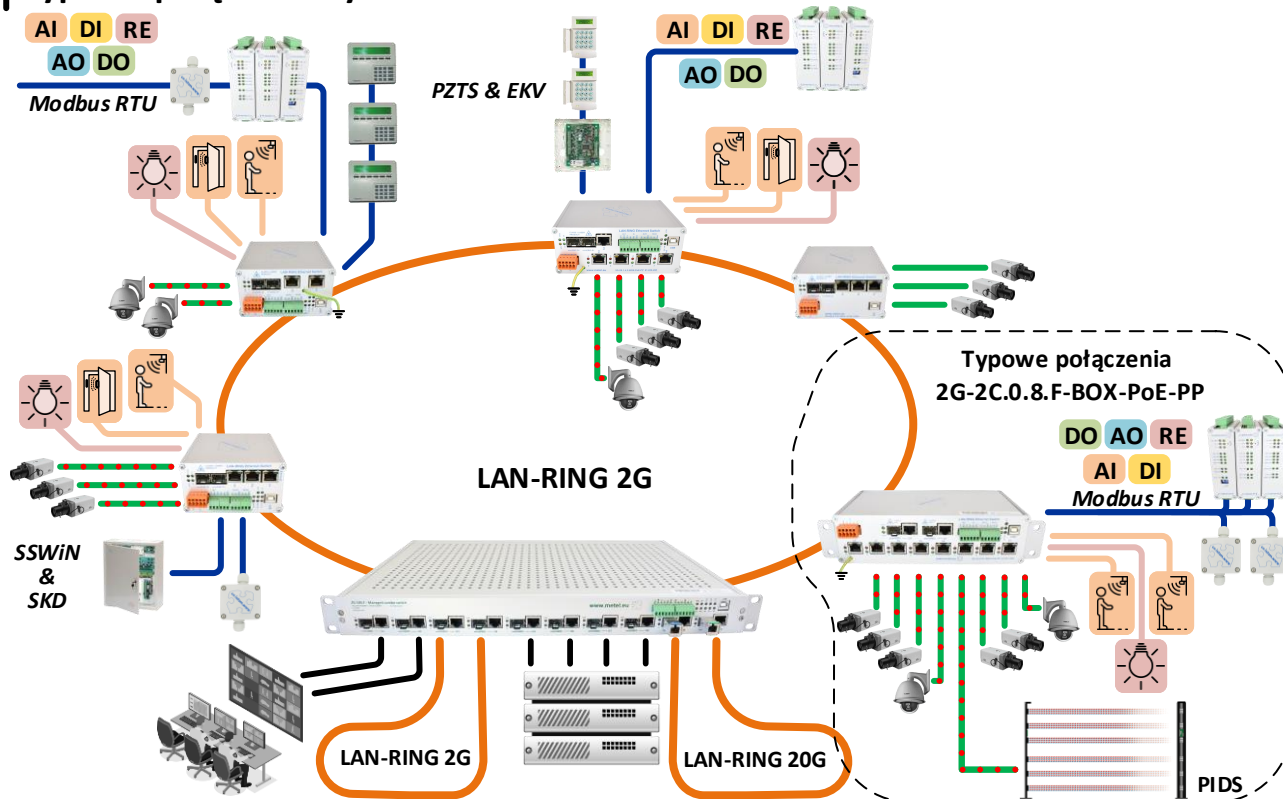 AI DI RE
AO DO
Modbus RTU
PZTS & EKV
AI DI RE
AO DO
Typowe połączenia
2G-2C.0.8.F-BOX-PoE-PP
DO AO RE
AI DI
Modbus RTU
LAN-RING 2G
SSWiN
&
SKD
www.metel.eu
LAN-RING 2G
LAN-RING 20G
PIDS